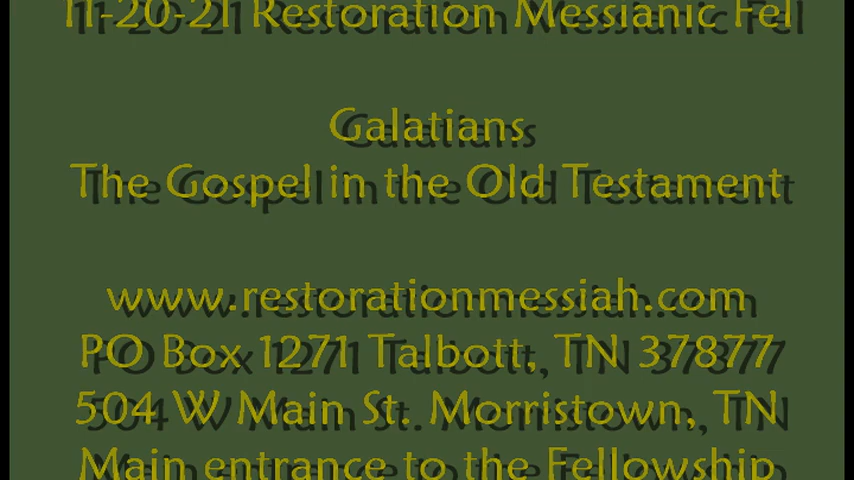 11-20-21 Restoration Messianic Fel
Galatians
The Gospel in the Old Testament
www.restorationmessiah.com
PO Box 1271 Talbott, TN 37877
504 W Main St. Morristown, TN
Main entrance to the Fellowship